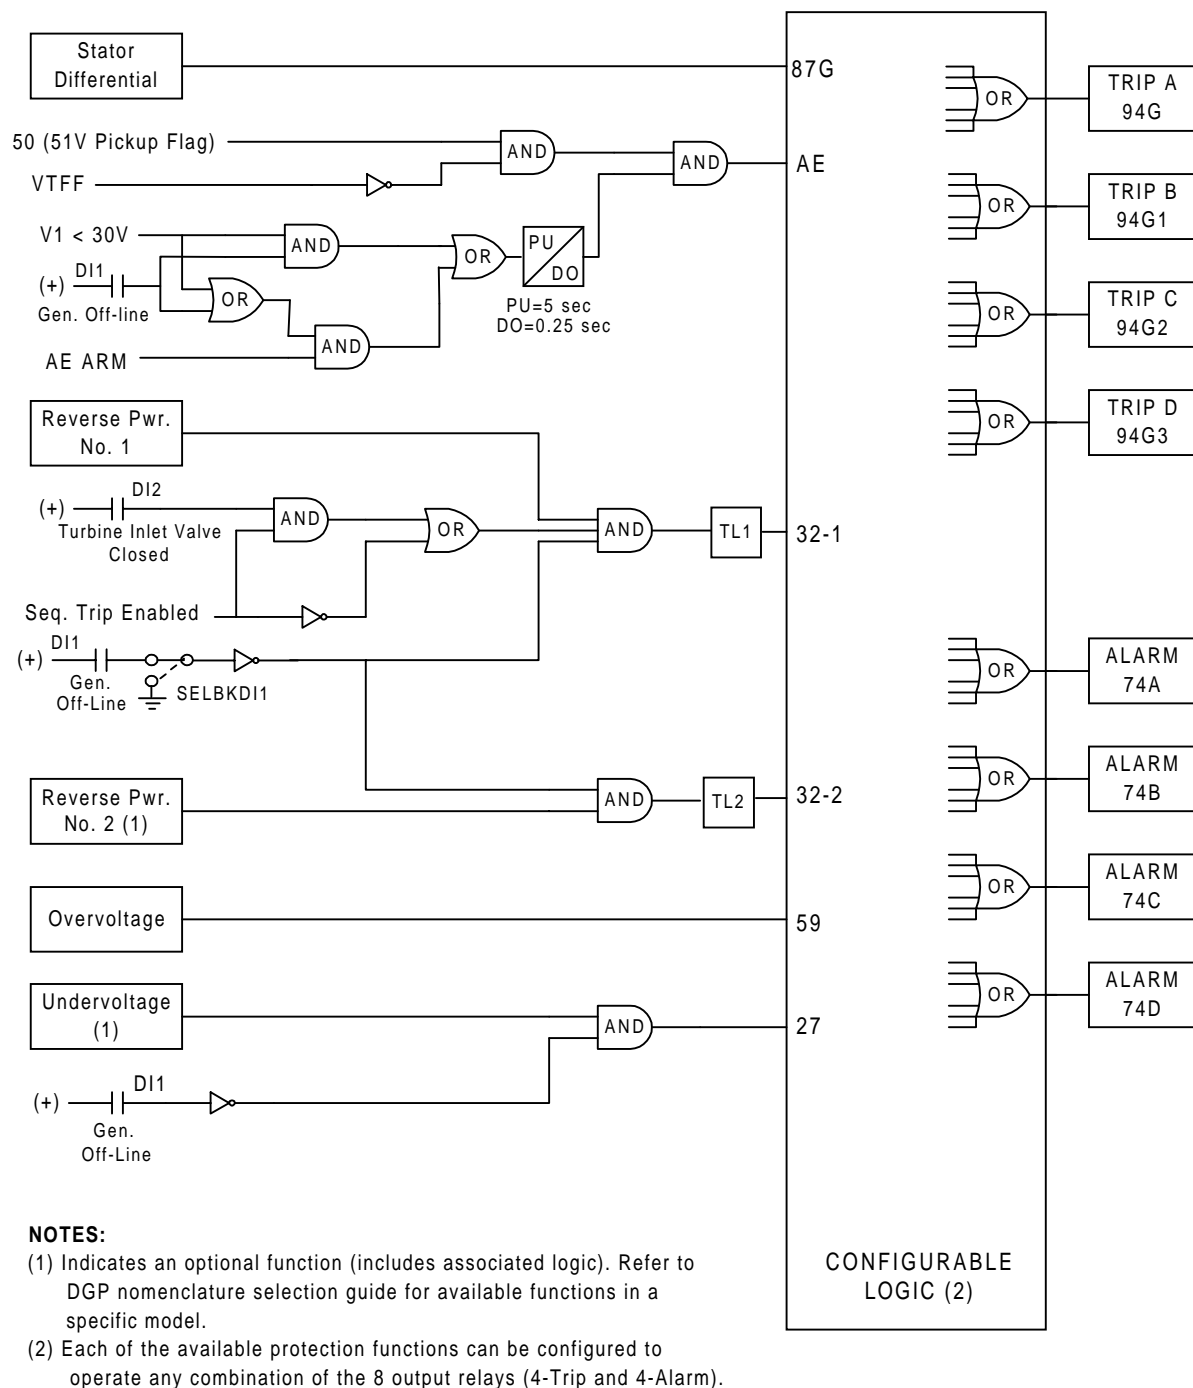 Stator
Differential
87G
OR
TRIP A
94G
50 (51V Pickup Flag)
AND
AND
AE
VTFF
OR
TRIP B
94G1
V1 < 30V
AND
OR
PU
DO
DI1
(+)
Gen. Off-line
OR
PU=5 sec
DO=0.25 sec
OR
TRIP C
94G2
AND
AE ARM
Reverse Pwr.
No. 1
OR
TRIP D
94G3
DI2
(+)
Turbine Inlet Valve
Closed
AND
OR
AND
TL1
32-1
Seq. Trip Enabled
DI1
(+)
Gen.
Off-Line
SELBKDI1
OR
ALARM
74A
Reverse Pwr.
No. 2 (1)
AND
TL2
32-2
OR
ALARM
74B
Overvoltage
59
OR
ALARM
74C
Undervoltage
(1)
AND
27
OR
ALARM
74D
DI1
(+)
Gen.
Off-Line
NOTES:
(1) Indicates an optional function (includes associated logic). Refer to
DGP nomenclature selection guide for available functions in a
specific model.
(2) Each of the available protection functions can be configured to
operate any combination of the 8 output relays (4-Trip and 4-Alarm).
CONFIGURABLE
LOGIC (2)